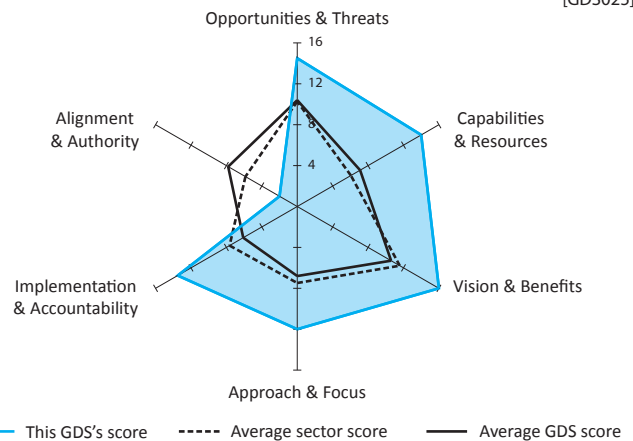 [GDS025]
Opportunities & Threats
16
12
8
4
Alignment
& Authority
Capabilities
& Resources
Implementation
& Accountability
Vision & Benefits
Approach & Focus
This GDS's score
Average sector score
Average GDS score